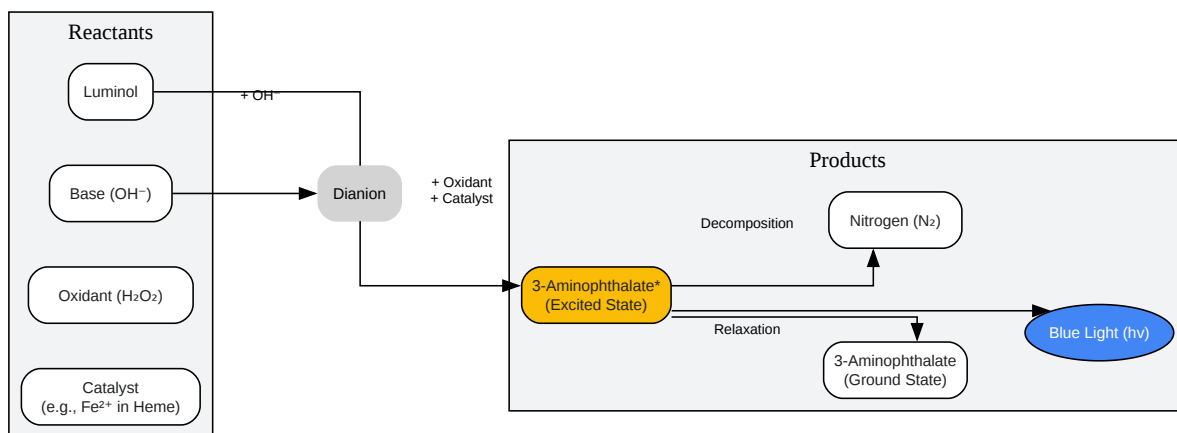 Reactants
Luminol
+ OH⁻
Base (OH⁻)
Dianion
+ Oxidant
+ Catalyst
Oxidant (H₂O₂)
Catalyst
(e.g., Fe²⁺ in Heme)
Products
Decomposition
Nitrogen (N₂)
3-Aminophthalate*
(Excited State)
Relaxation
Blue Light (hv)
3-Aminophthalate
(Ground State)